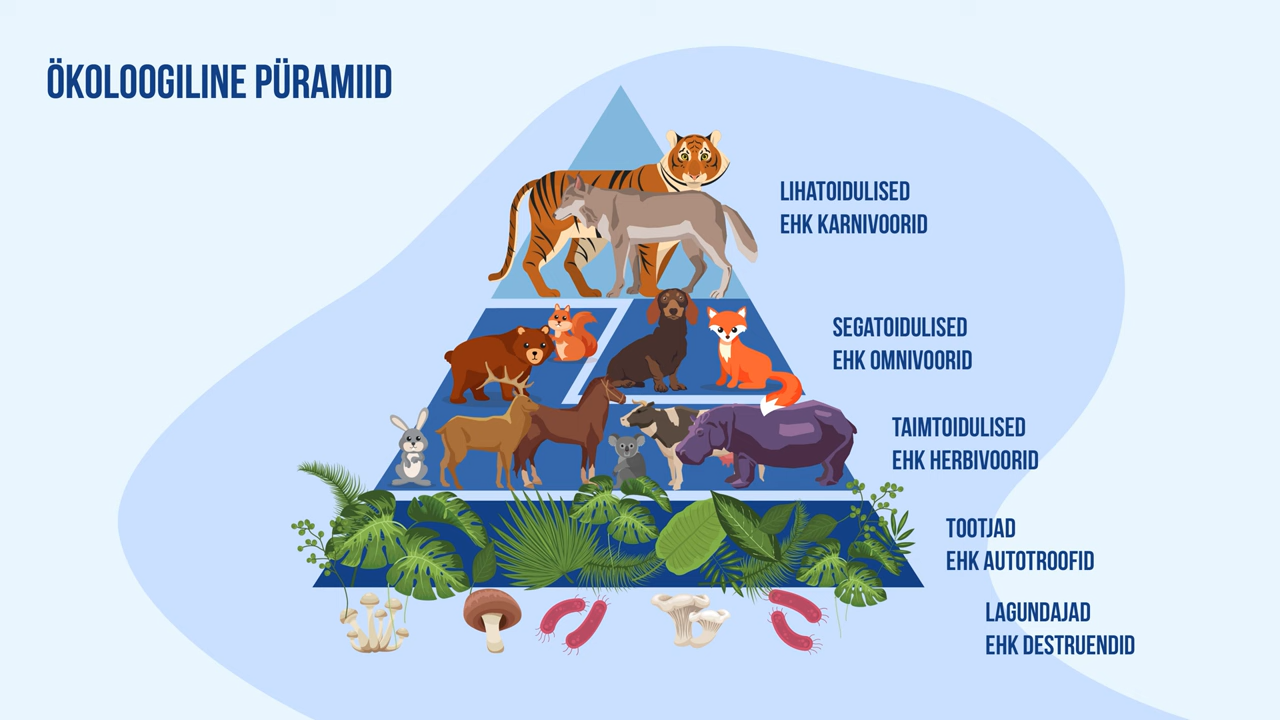 ÖKOLOOGILINE PÜRAMIID
LIHATOIDULISED
EHK KARNIVOORID
SEGATOIDULISED
EHK OMNIVOORID
TAIMTOIDULISED
EHK HERBIVOORID
TOOTJAD
EHK AUTOTROOFID
LAGUNDAJAD
EHK DESTRUENDID